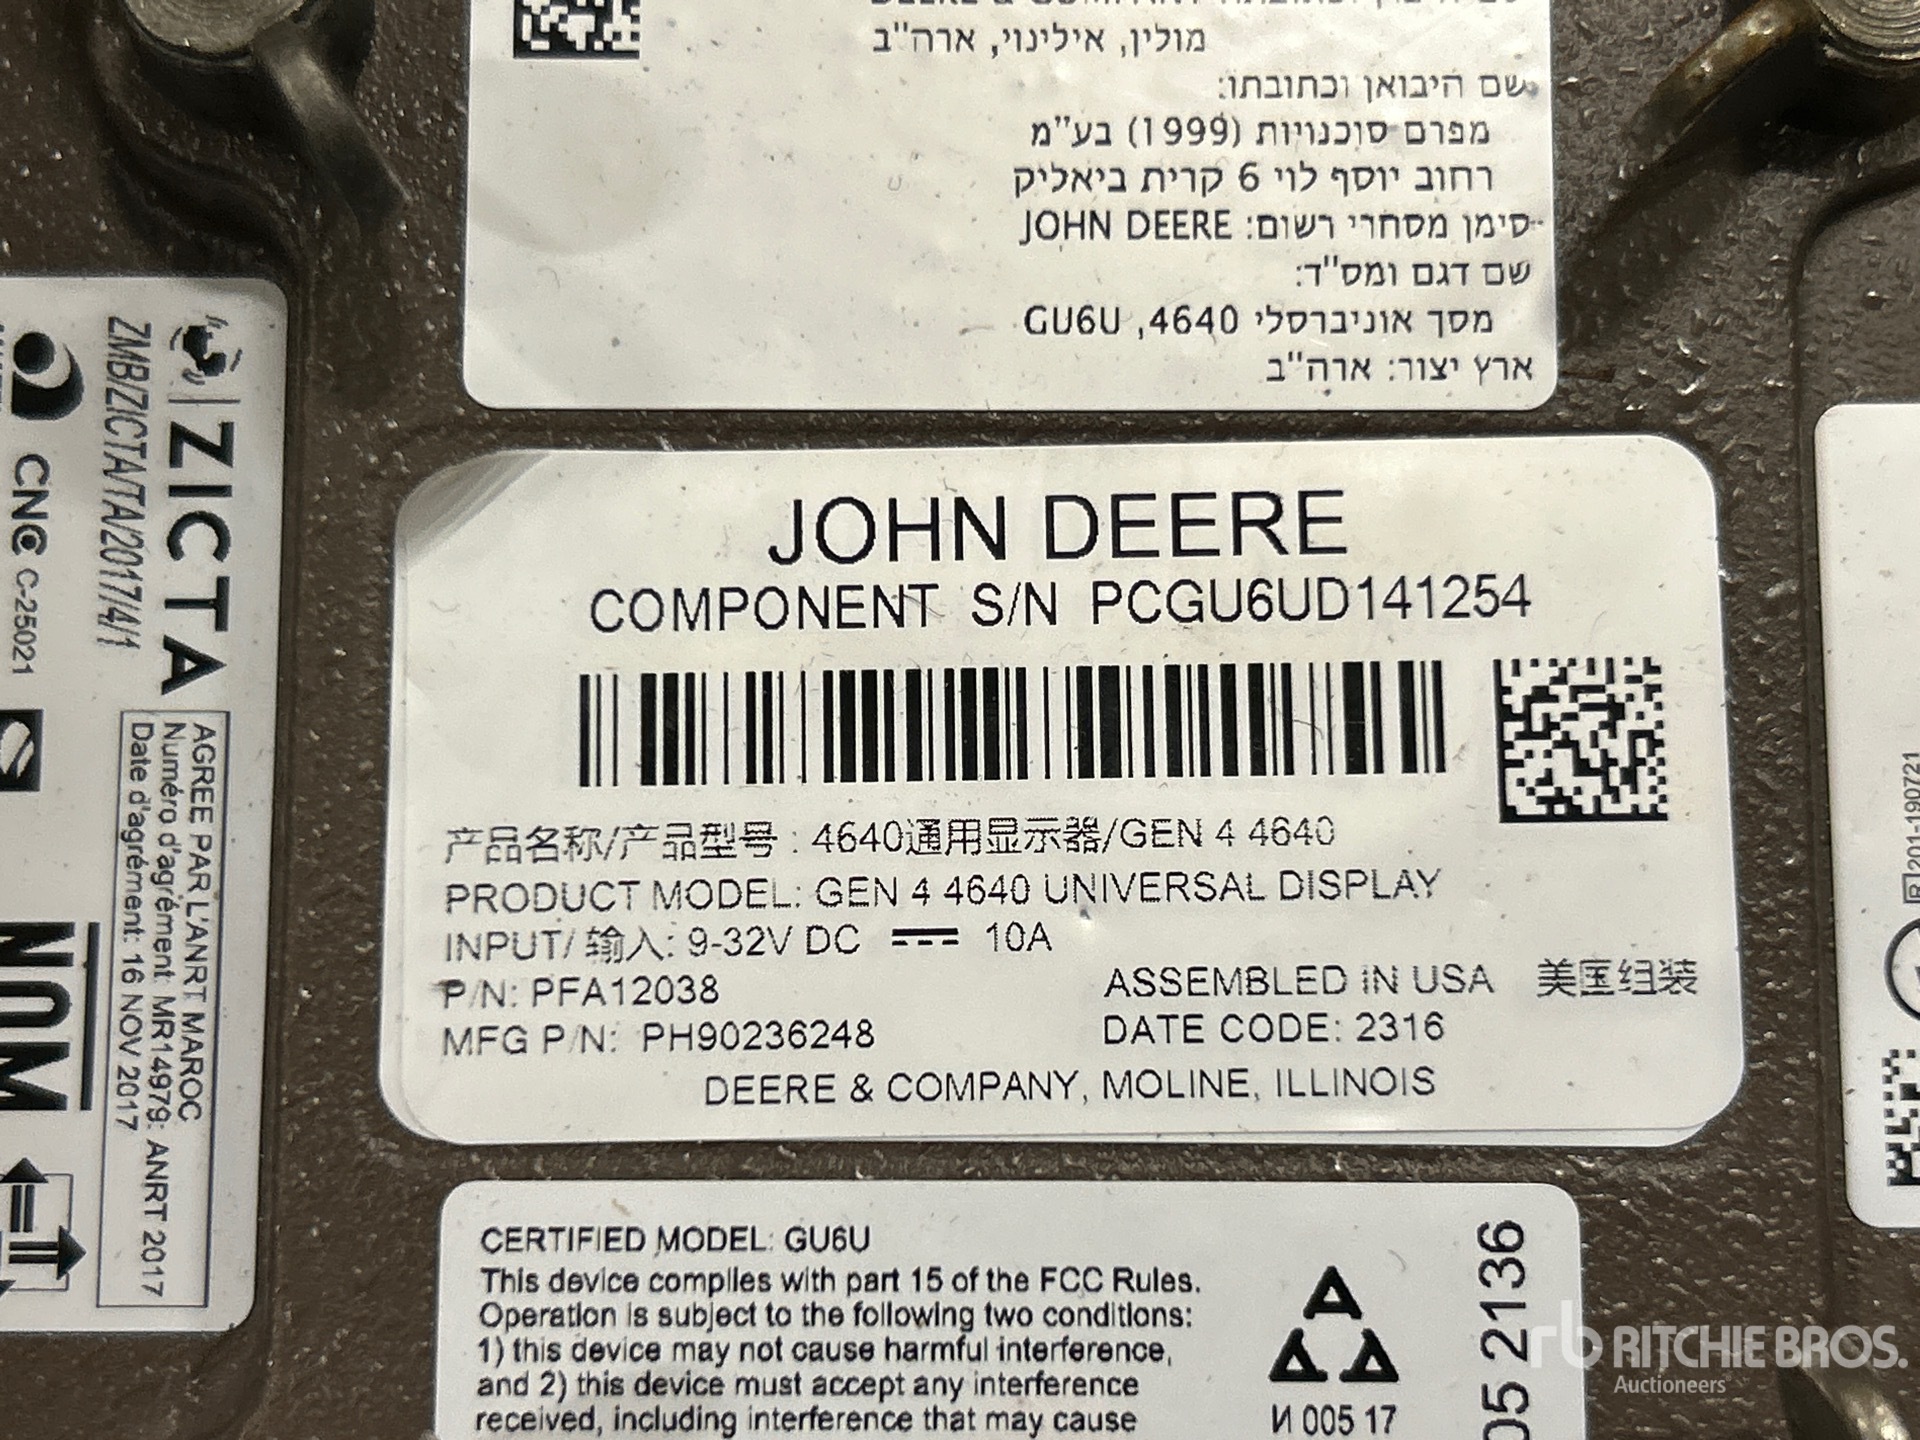 מולין, אילינוי, ארה"ב
שם היבואן וכתובתו:
מפרם סוכנויות (1999) בע"מ
רחוב יוסף לוי 6 קרית ביאליק
סימן מסחרי רשום: JOHN DEERE
שם דגם ומס"ד:
מסך אוניברסלי 4640, GU6U
ארץ יצור: ארה"ב
ZICTA
ZMB/ZICTA/TA/2017/4/1
AGREE PAR L'ANRT MAROC
Numéro d'agrément: MR14979: ANRT 2017
Date d'agrément: 16 NOV 2017
CNC C-25021
NOM
JOHN DEERE
COMPONENT S/N PCGU6UD141254
产品名称/产品型号 : 4640通用显示器/GEN 4 4640
PRODUCT MODEL: GEN 4 4640 UNIVERSAL DISPLAY
INPUT/ 输入: 9-32V DC 10A
P/N: PFA12038
ASSEMBLED IN USA 美国组装
MFG P/N: PH90236248
DATE CODE: 2316
DEERE & COMPANY, MOLINE, ILLINOIS
R 201-190721
CERTIFIED MODEL: GU6U
This device complies with part 15 of the FCC Rules.
Operation is subject to the following two conditions:
1) this device may not cause harmful interference,
and 2) this device must accept any interference
received, including interference that may cause
И 005 17
05 2136
rb RITCHIE BROS.
Auctioneers